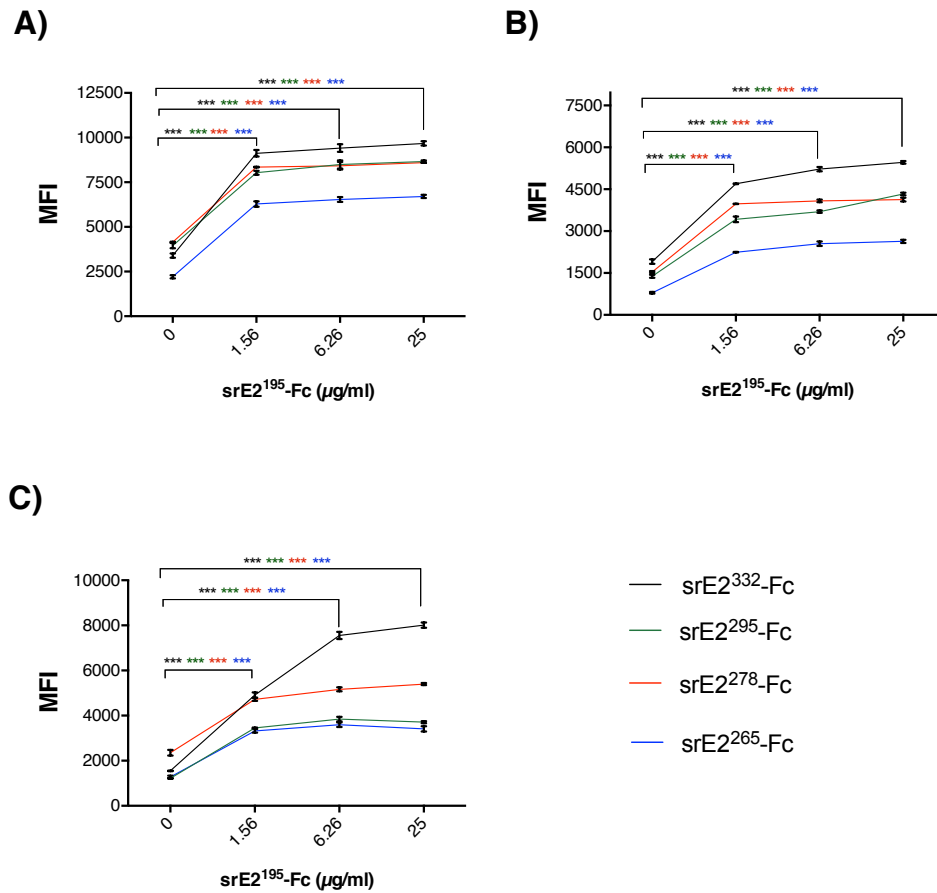 A)
*** *** *** ***
*** *** *** ***
*** *** *** ***
12500
10000
7500
5000
2500
0
MFI
0
1.56
6.26
25
srE2¹⁹⁵-Fc (µg/ml)
B)
*** *** *** ***
*** *** *** ***
*** *** *** ***
7500
6000
4500
3000
1500
0
MFI
0
1.56
6.26
25
srE2¹⁹⁵-Fc (µg/ml)
C)
*** *** *** ***
*** *** *** ***
*** *** *** ***
10000
8000
6000
4000
2000
0
MFI
0
1.56
6.26
25
srE2¹⁹⁵-Fc (µg/ml)
srE2³³²-Fc
srE2²⁹⁵-Fc
srE2²⁷⁸-Fc
srE2²⁶⁵-Fc